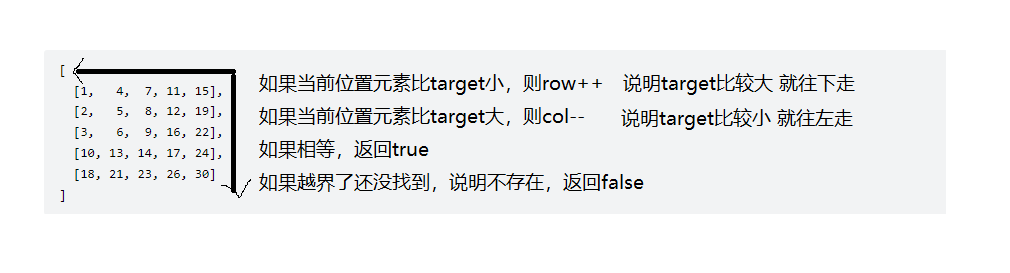 [
[1,   4,  7, 11, 15],
如果当前位置元素比target小，则row++    说明target比较大 就往下走
[2,   5,  8, 12, 19],
如果当前位置元素比target大，则col--    说明target比较小 就往左走
[3,   6,  9, 16, 22],
如果相等，返回true
[10, 13, 14, 17, 24],
[18, 21, 23, 26, 30]
如果越界了还没找到，说明不存在，返回false
]